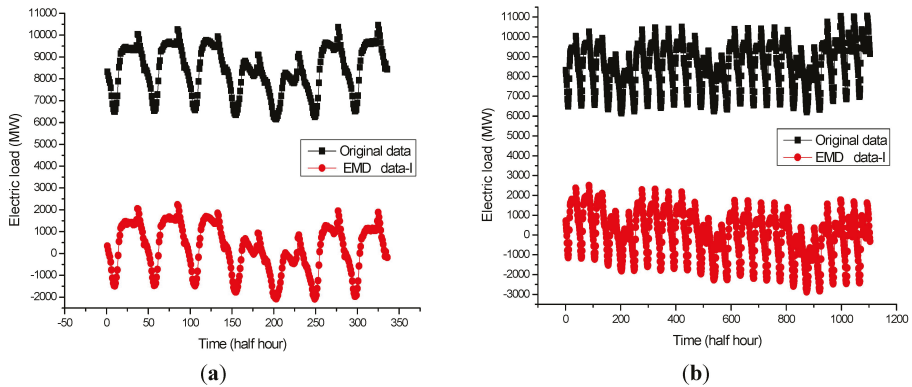 11000
10000
9000
8000
7000
6000
5000
4000
3000
2000
1000
0
-1000
-2000
Electric load (MW)
Original data
EMD data-I
-50 0 50 100 150 200 250 300 350
Time (half hour)
(a)
11000
10000
9000
8000
7000
6000
5000
4000
3000
2000
1000
0
-1000
-2000
-3000
Electric load (MW)
Original data
EMD data-I
0 200 400 600 800 1000 1200
Time (half hour)
(b)